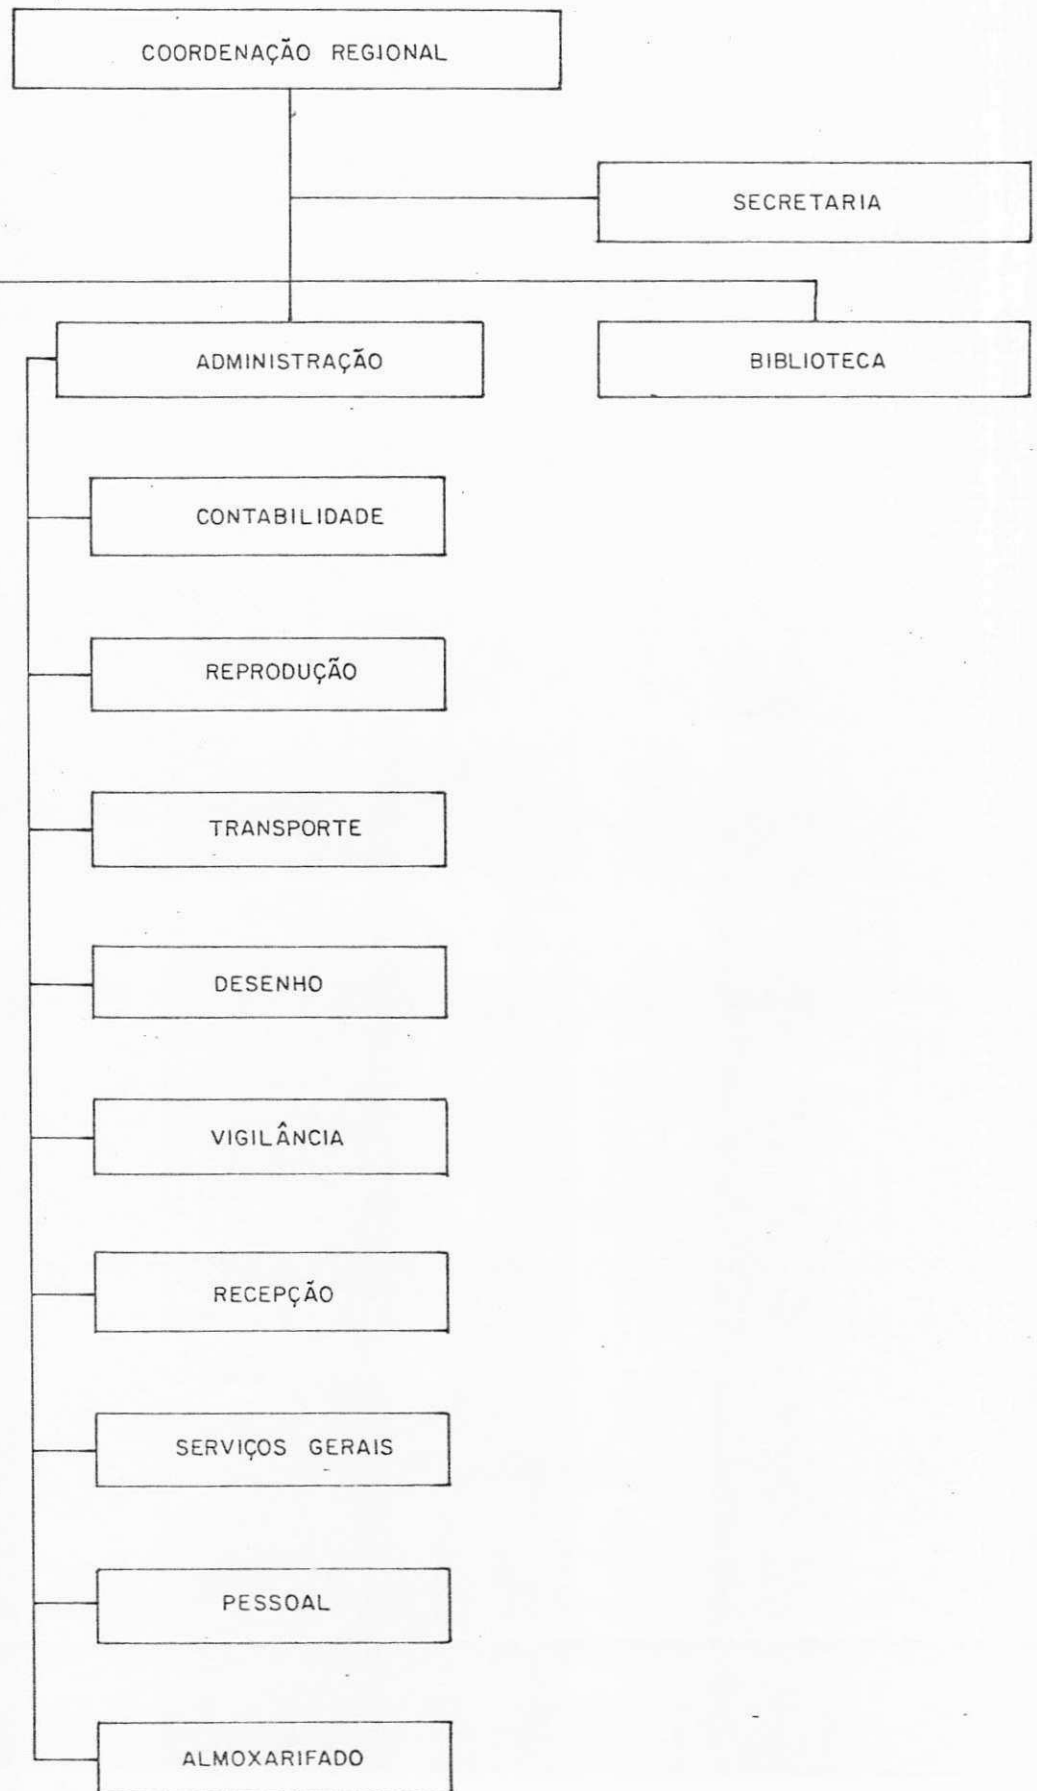 COORDENAÇÃO REGIONAL
SECRETARIA
ADMINISTRAÇÃO
BIBLIOTECA
CONTABILIDADE
REPRODUÇÃO
TRANSPORTE
DESENHO
VIGILÂNCIA
RECEPÇÃO
SERVIÇOS GERAIS
PESSOAL
ALMOXARIFADO